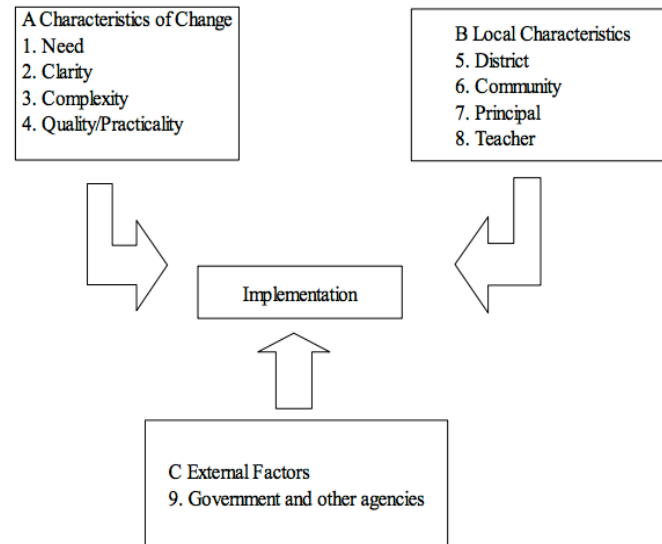 A Characteristics of Change
1. Need
2. Clarity
3. Complexity
4. Quality/Practicality
B Local Characteristics
5. District
6. Community
7. Principal
8. Teacher
Implementation
C External Factors
9. Government and other agencies